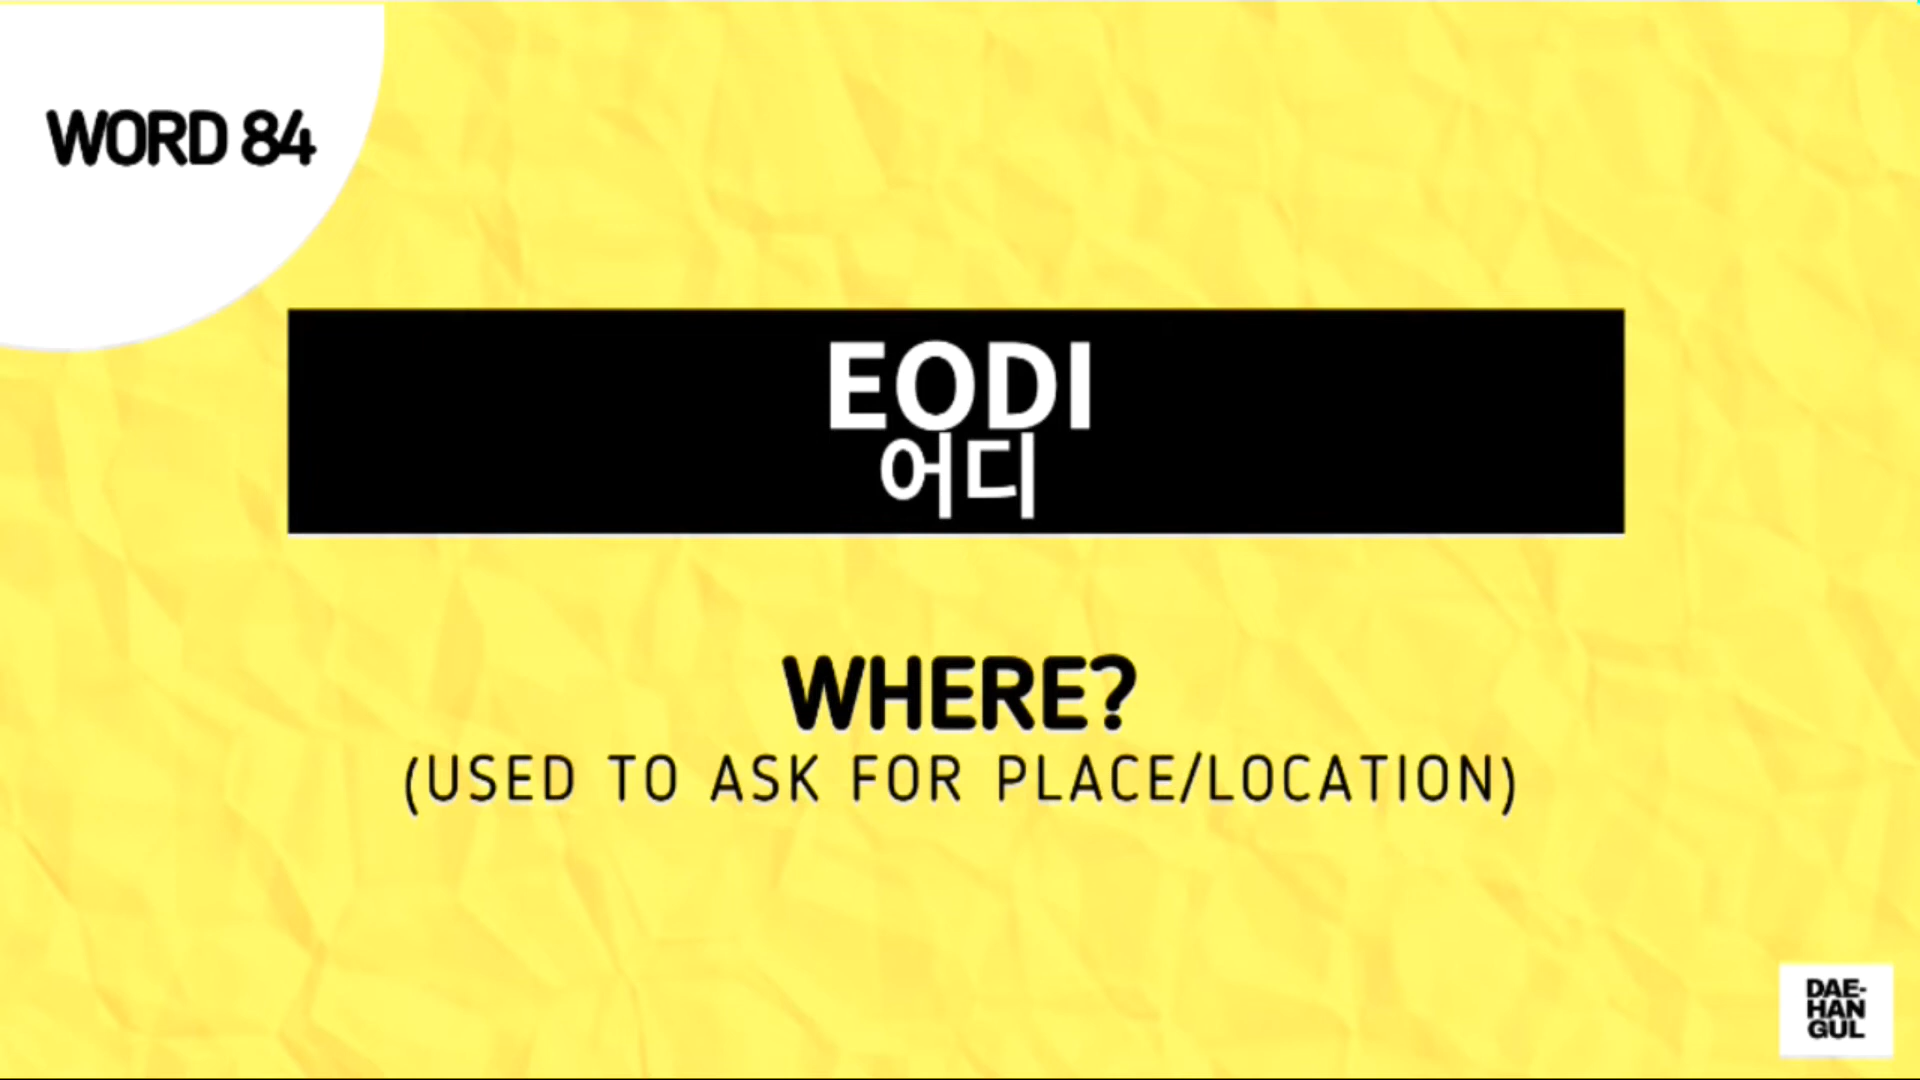 WORD 84
EODI
어디
WHERE?
(USED TO ASK FOR PLACE/LOCATION)
DAE-
HAN
GUL